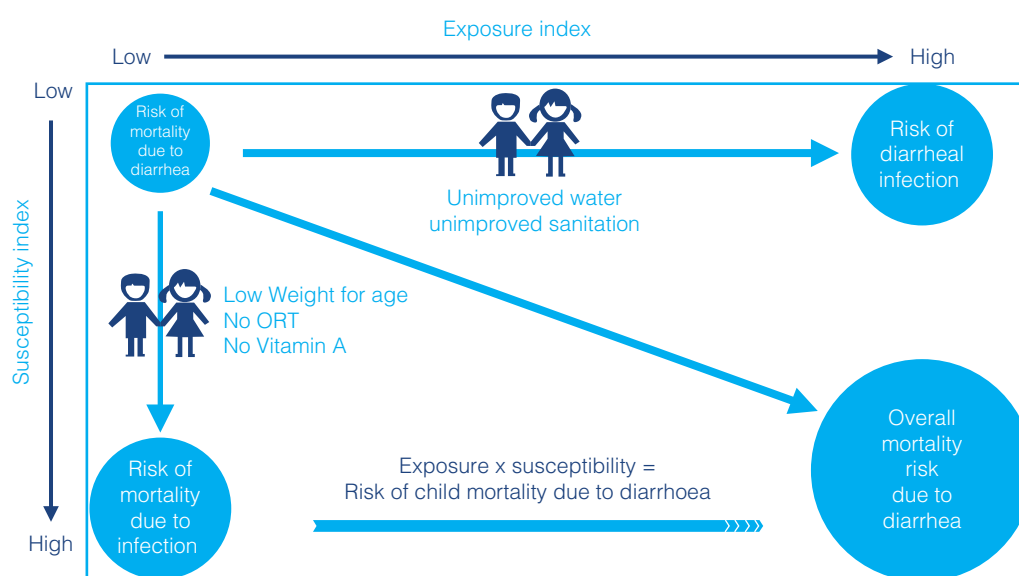 Exposure index
Low
High
Low
Risk of
mortality
due to
diarrhea
Risk of
diarrheal
infection
Unimproved water
unimproved sanitation
Susceptibility index
Low Weight for age
No ORT
No Vitamin A
High
Risk of
mortality
due to
infection
Exposure x susceptibility =
Risk of child mortality due to diarrhoea
Overall
mortality
risk
due to
diarrhea